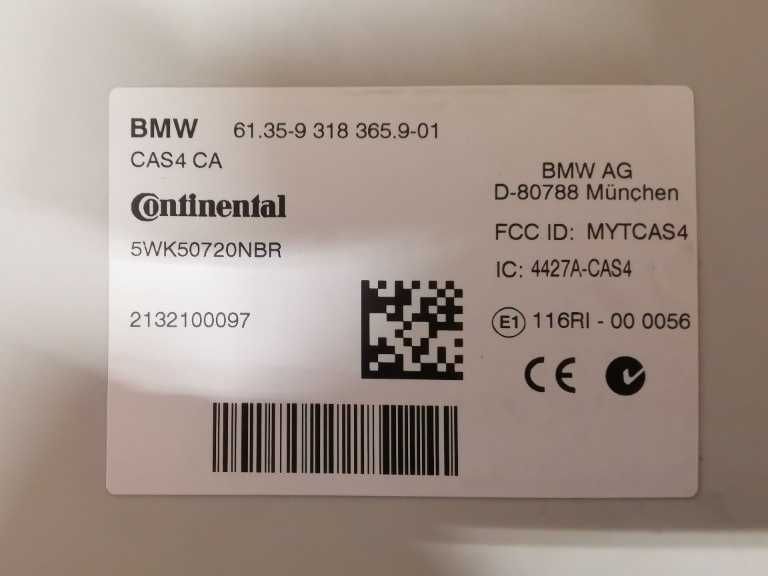 BMW 61.35-9 318 365.9-01
CAS4 CA
Continental
5WK50720NBR
2132100097
BMW AG
D-80788 München
FCC ID: MYTCAS4
IC: 4427A-CAS4
E1 116RI - 00 0056
CE